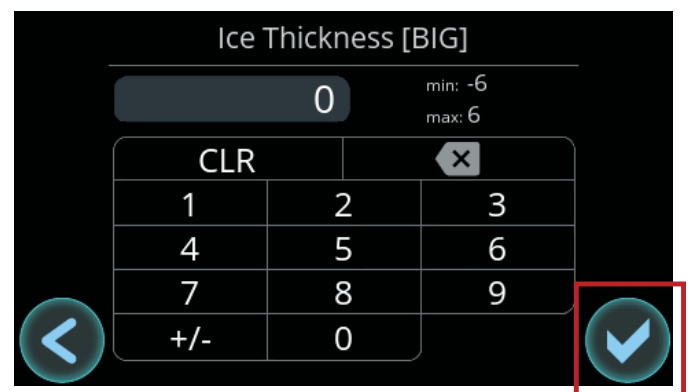 Ice Thickness [BIG]
0 min: -6
max: 6
CLR
1 2 3
4 5 6
7 8 9
+/- 0